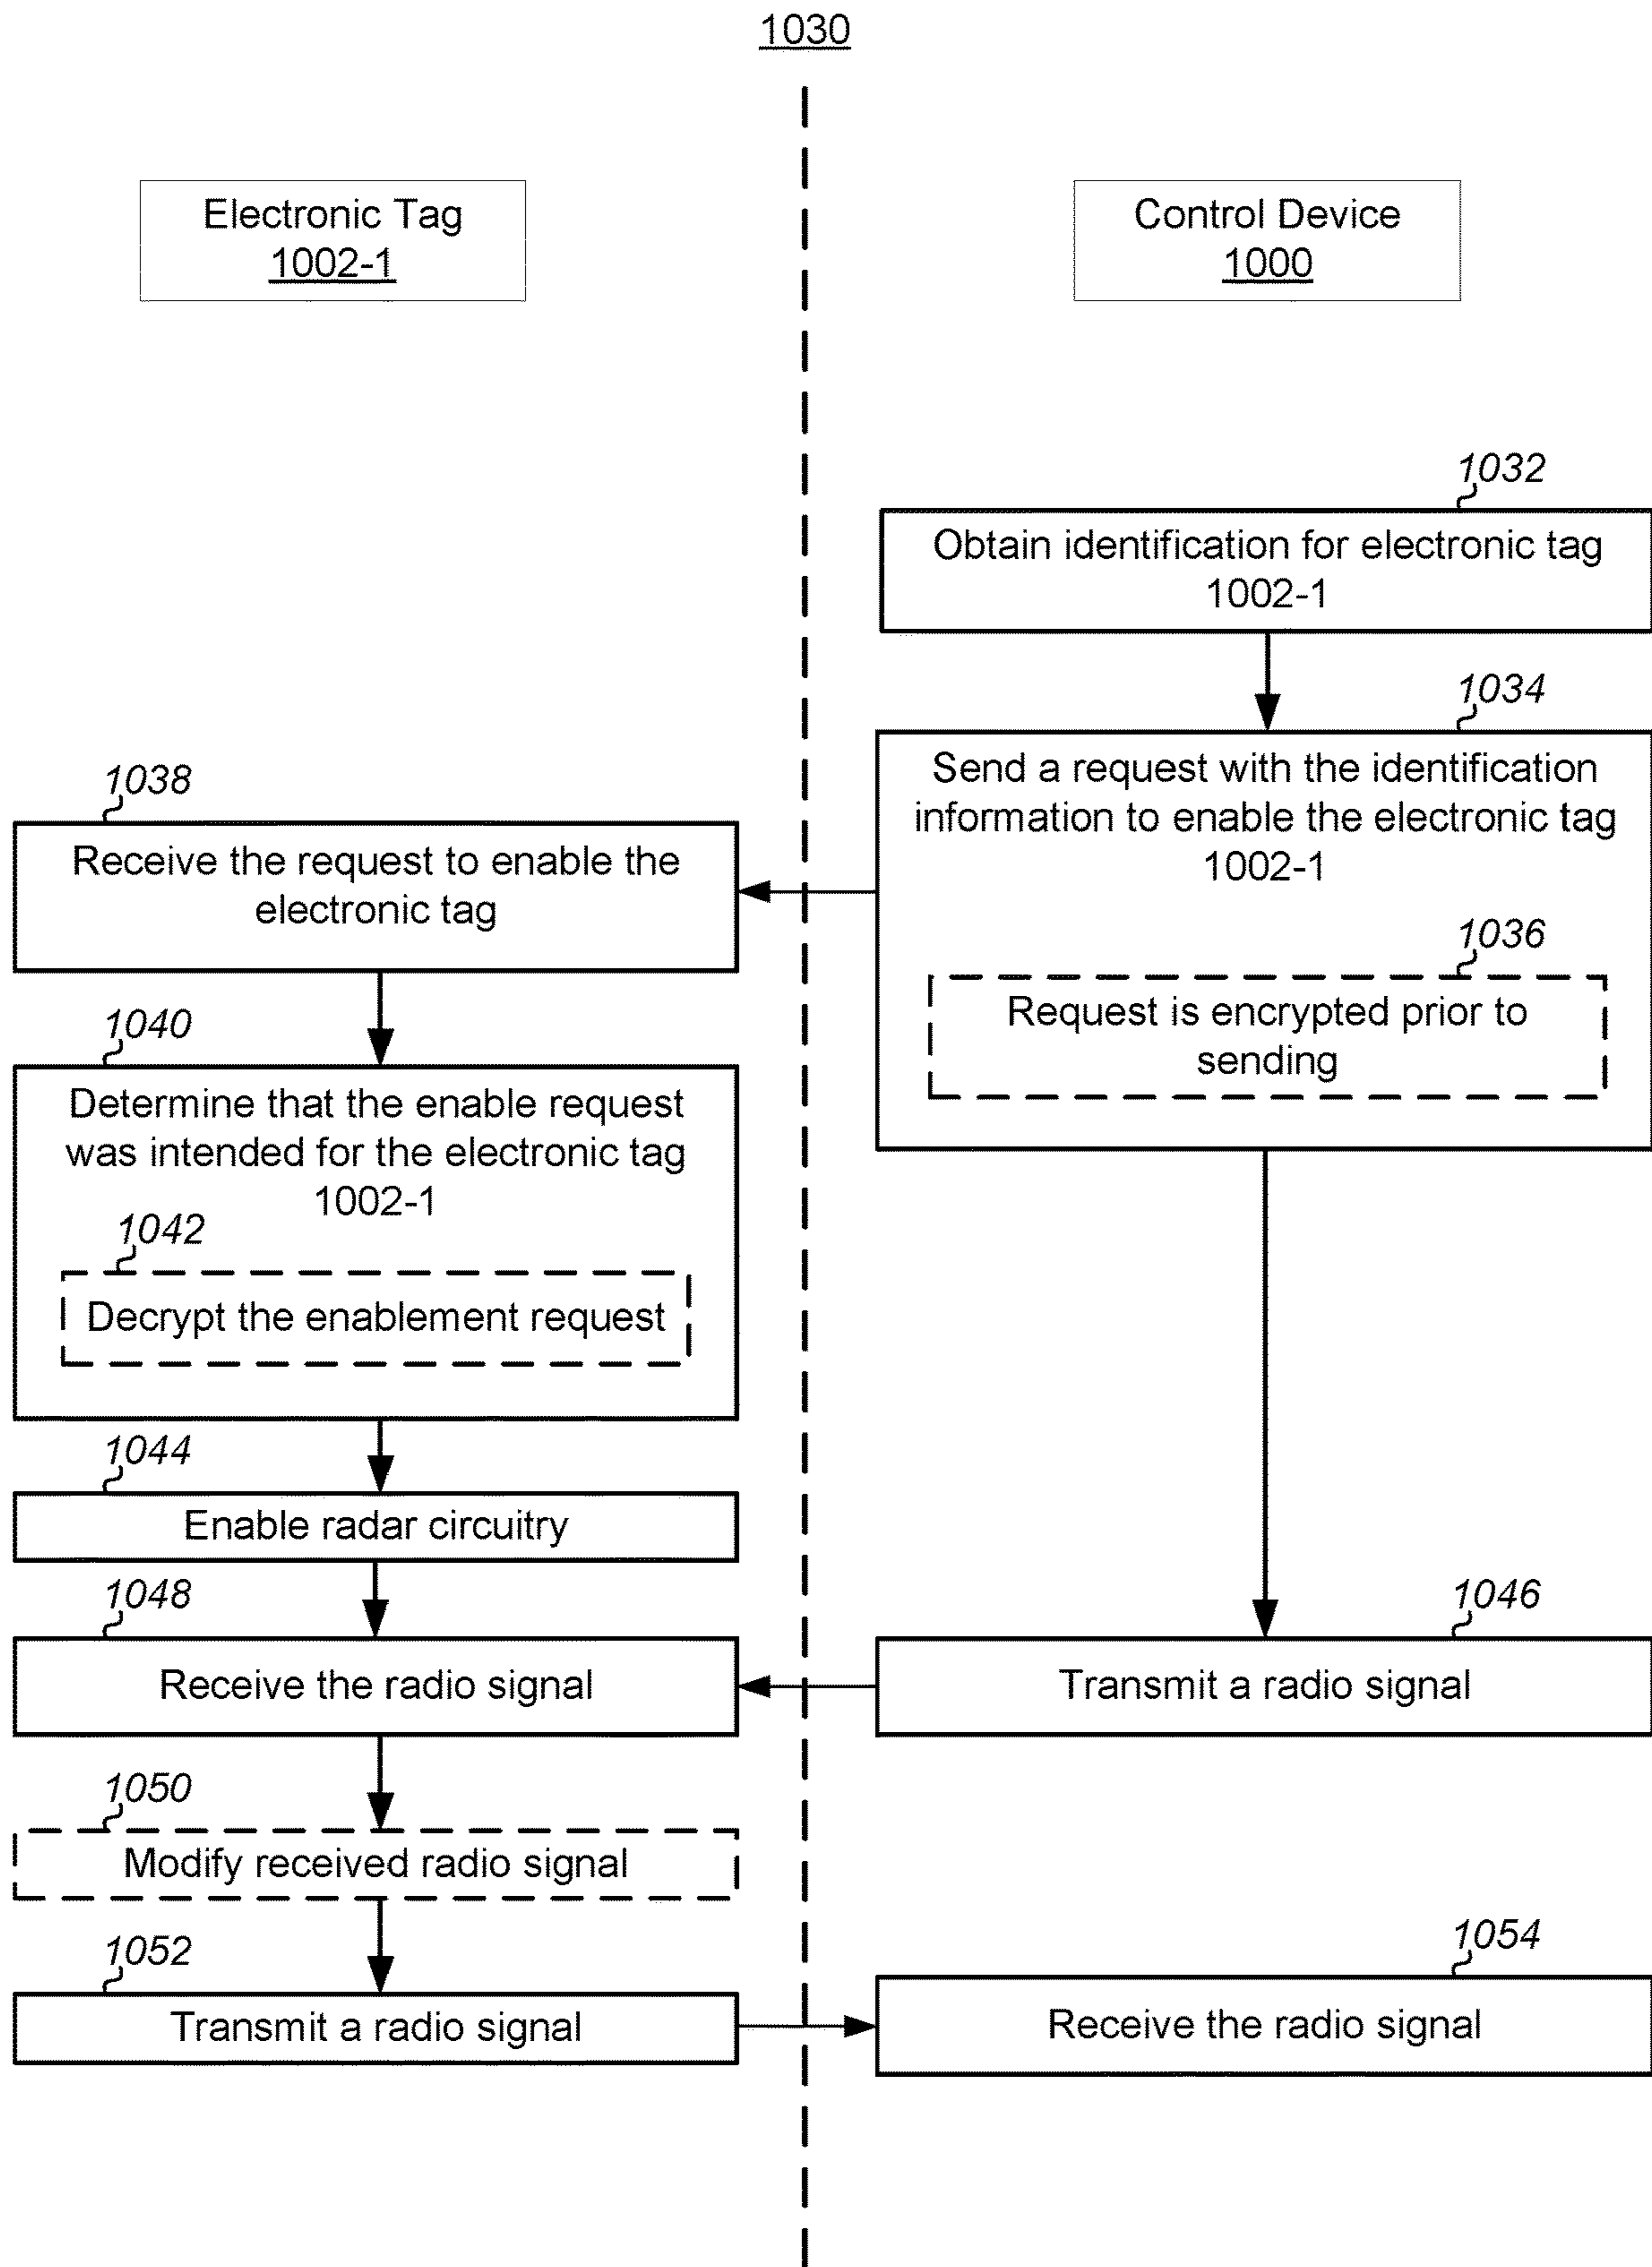 1030
Electronic Tag
1002-1
Control Device
1000
1032
Obtain identification for electronic tag
1002-1
1034
Send a request with the identification
information to enable the electronic tag
1002-1
1036
Request is encrypted prior to
sending
1038
Receive the request to enable the
electronic tag
1040
Determine that the enable request
was intended for the electronic tag
1002-1
1042
Decrypt the enablement request
1044
Enable radar circuitry
1046
Transmit a radio signal
1048
Receive the radio signal
1050
Modify received radio signal
1052
Transmit a radio signal
1054
Receive the radio signal